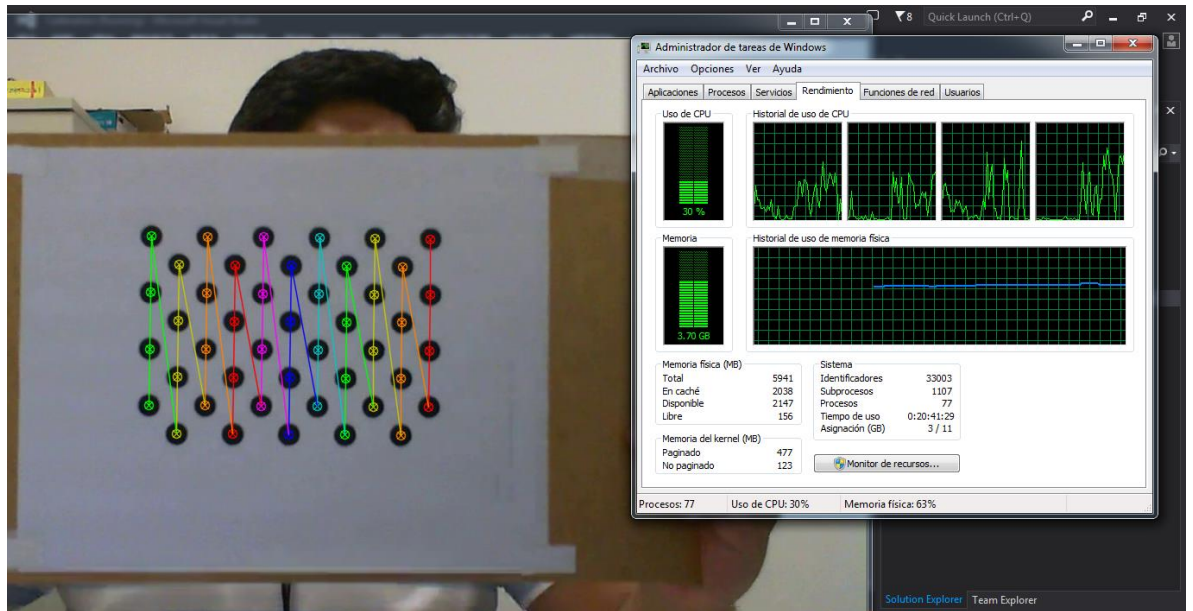 8 Quick Launch (Ctrl+Q)
Administrador de tareas de Windows
Archivo Opciones Ver Ayuda
Aplicaciones Procesos Servicios Rendimiento Funciones de red Usuarios
Uso de CPU
30 %
Historial de uso de CPU
Memoria
3.70 GB
Historial de uso de memoria física
Memoria física (MB)
Total 5941
En caché 2038
Disponible 2147
Libre 156
Memoria del kernel (MB)
Paginado 477
No paginado 123
Sistema
Identificadores 33003
Subprocesos 1107
Procesos 77
Tiempo de uso 0:20:41:29
Asignación (GB) 3 / 11
Monitor de recursos...
Procesos: 77 Uso de CPU: 30% Memoria física: 63%
Solution Explorer Team Explorer